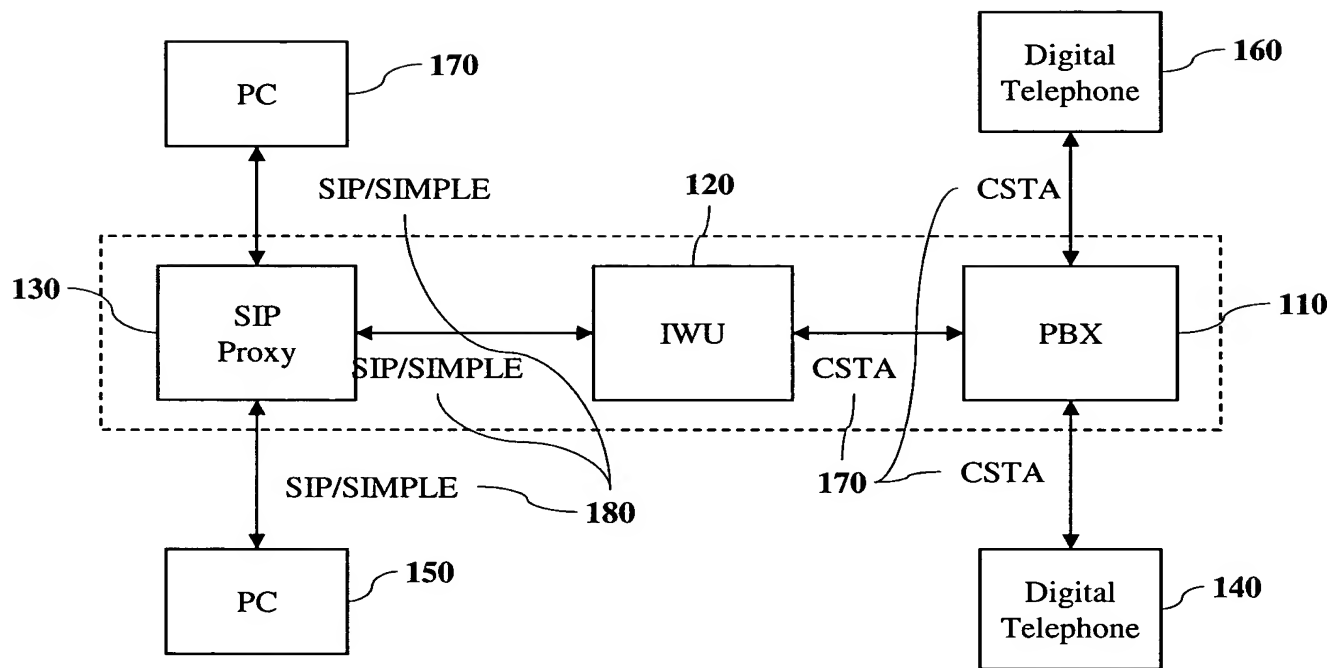 PC
170
Digital
Telephone
160
SIP/SIMPLE
120
CSTA
130
SIP
Proxy
IWU
PBX
110
SIP/SIMPLE
CSTA
170
CSTA
SIP/SIMPLE
180
PC
150
Digital
Telephone
140